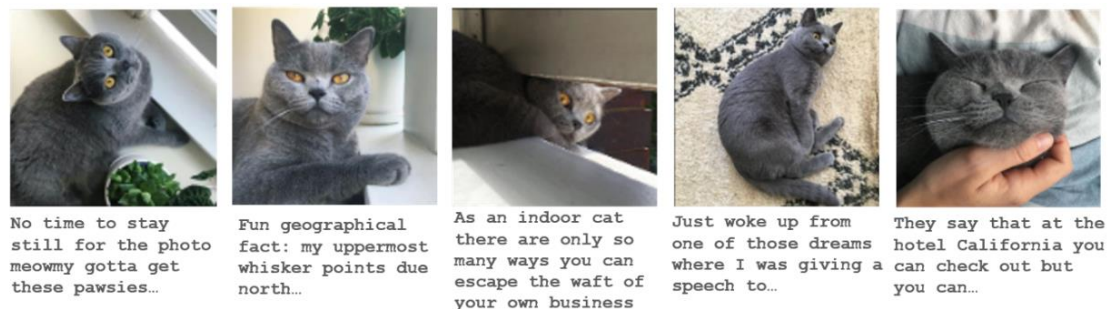 No time to stay
still for the photo
meowmy gotta get
these pawsies…
Fun geographical
fact: my uppermost
whisker points due
north…
As an indoor cat
there are only so
many ways you can
escape the waft of
your own business
Just woke up from
one of those dreams
where I was giving a
speech to…
They say that at the
hotel California you
can check out but
you can…